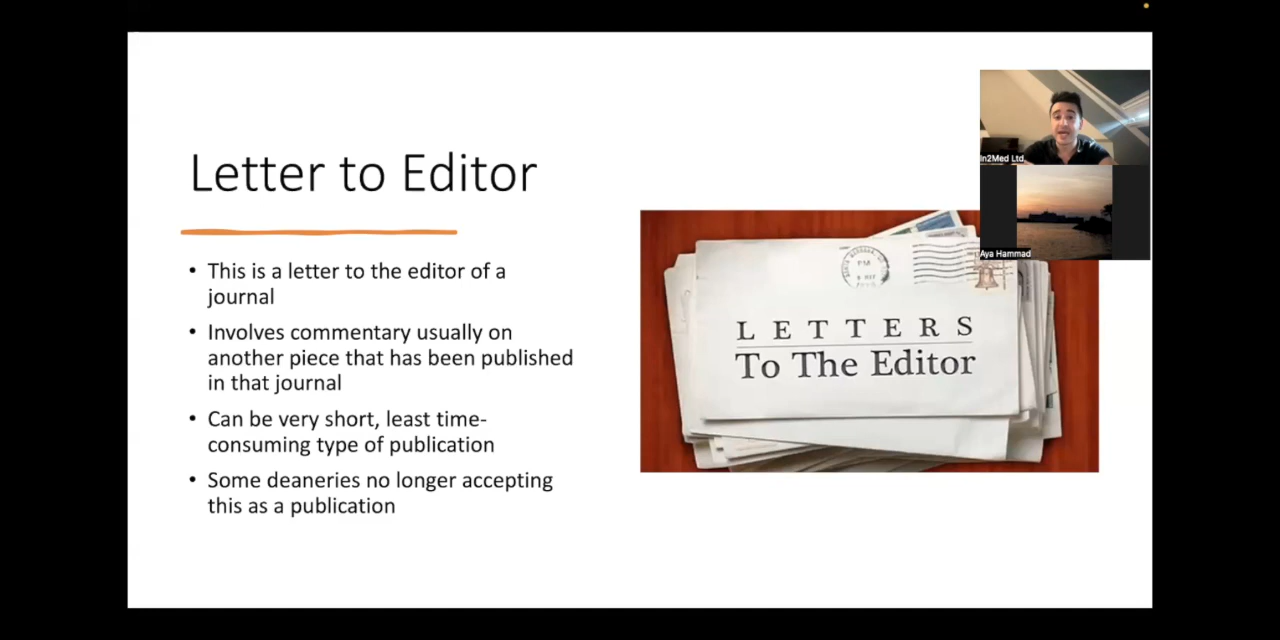 Letter to Editor
• This is a letter to the editor of a
journal
• Involves commentary usually on
another piece that has been published
in that journal
• Can be very short, least time-
consuming type of publication
• Some deaneries no longer accepting
this as a publication
PM
LETTERS
To The Editor
In2Med Ltd
Aya Hammad